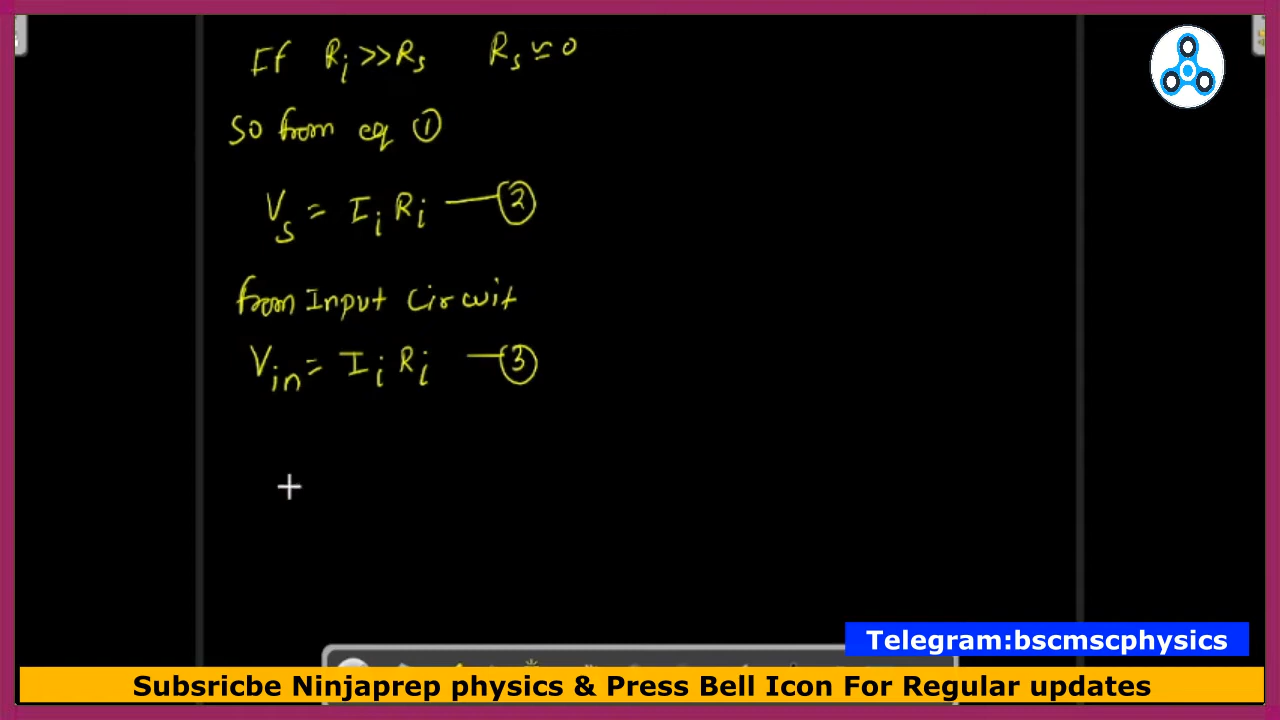 If Ri >> Rs Rs ≃ 0
So from eq ①
Vs = Ii Ri — ②
from Input Circuit
Vin = Ii Ri — ③
Telegram:bscmscphysics
Subsricbe Ninjaprep physics & Press Bell Icon For Regular updates